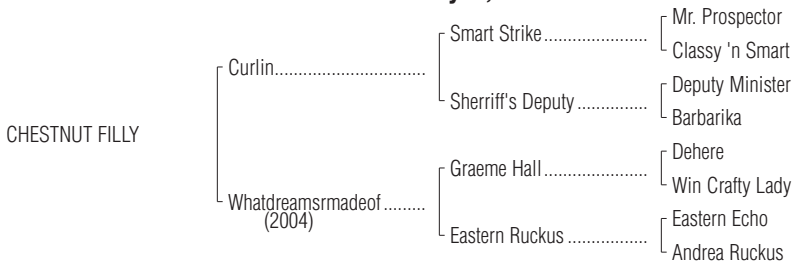 Mr. Prospector
Smart Strike......................
Classy 'n Smart
Curlin...............................
Deputy Minister
Sherriff's Deputy ...............
Barbarika
CHESTNUT FILLY
Dehere
Graeme Hall......................
Win Crafty Lady
Whatdreamsrmadeof .........
(2004)
Eastern Echo
Eastern Ruckus .................
Andrea Ruckus